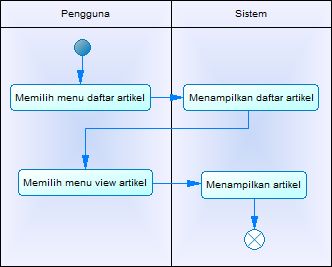 Pengguna
Sistem
Memilih menu daftar artikel
Menampilkan daftar artikel
Memilih menu view artikel
Menampilkan artikel